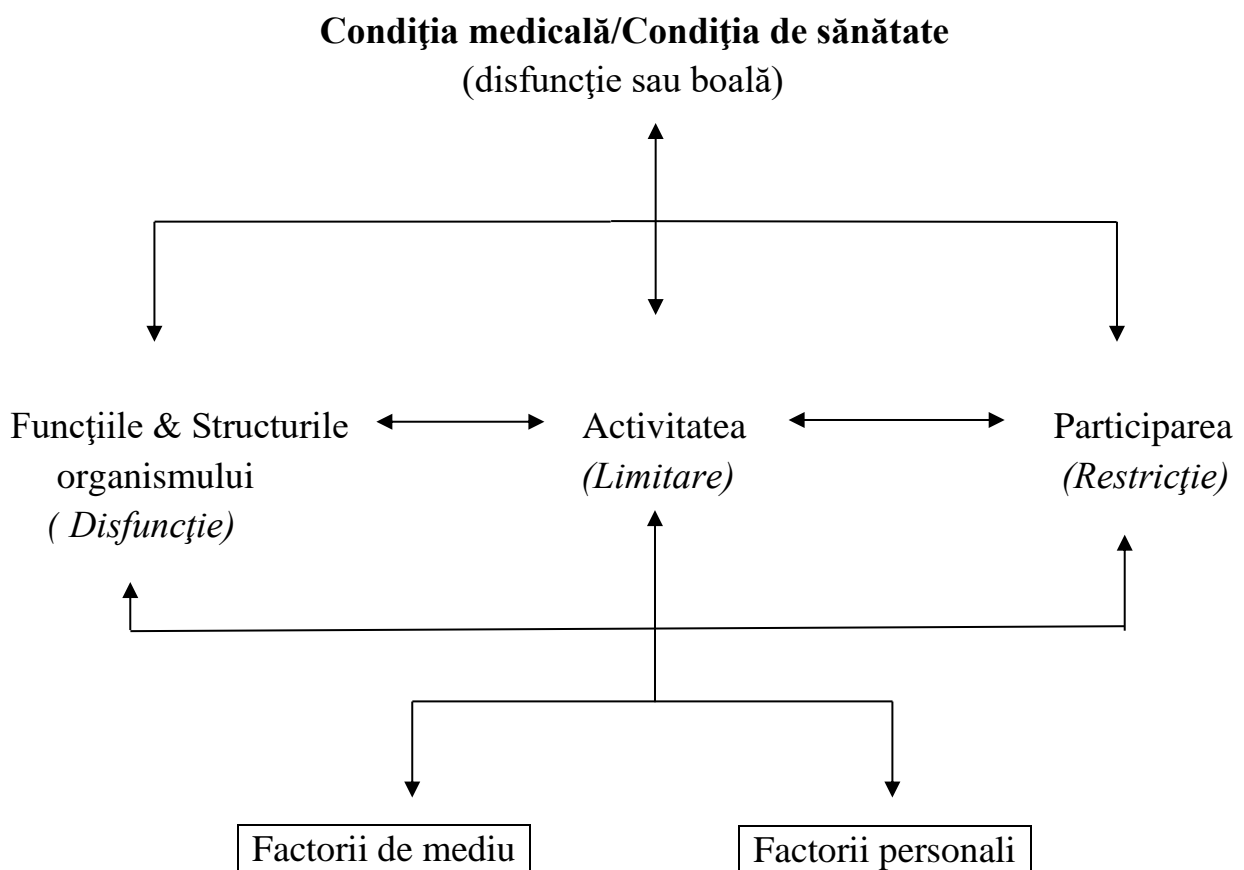 Condiţia medicală/Condiţia de sănătate
(disfuncţie sau boală)
Funcţiile & Structurile
organismului
( Disfuncţie)
Activitatea
(Limitare)
Participarea
(Restricţie)
Factorii de mediu
Factorii personali